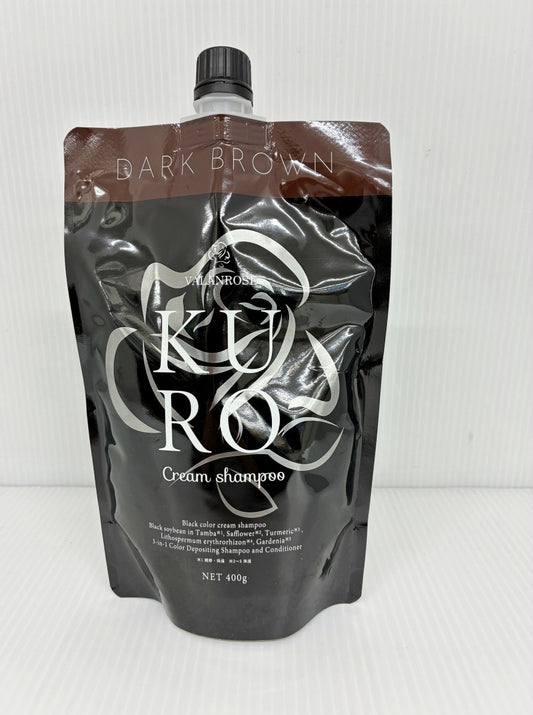 DARK BROWN
VALANROSE
KU
RO
Cream shampoo
Black color cream shampoo
Black soybean in Tamba※1, Safflower※2, Turmeric※3,
Lithospermum erythrorhizon※4, Gardenia※5
5-in-1 Color Depositing Shampoo and Conditioner
NET 400g